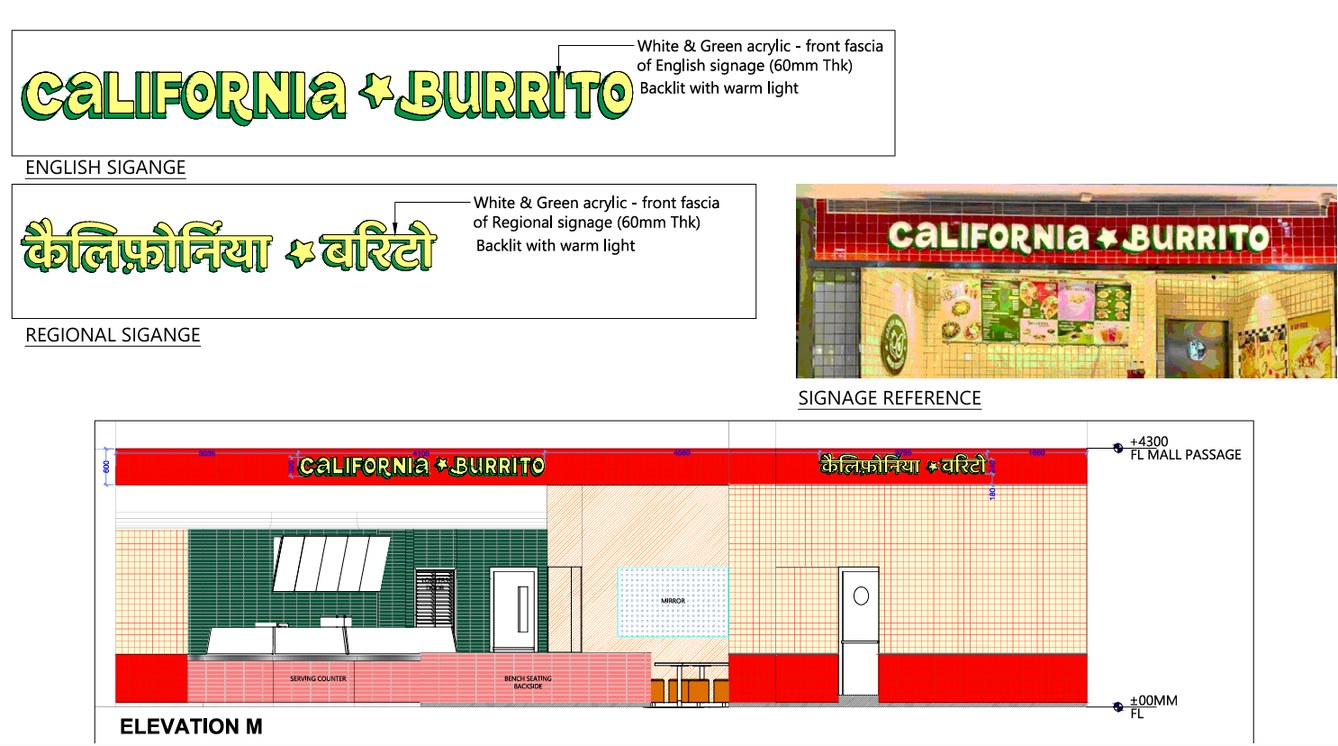 CALIFORNIA ★ BURRITO
White & Green acrylic - front fascia
of English signage (60mm Thk)
Backlit with warm light
ENGLISH SIGANGE
कैलिफ़ोर्निया ★ बरिटो
White & Green acrylic - front fascia
of Regional signage (60mm Thk)
Backlit with warm light
REGIONAL SIGANGE
CALIFORNIA ★ BURRITO
SIGNAGE REFERENCE
+4300
FL MALL PASSAGE
600
CALIFORNIA ★ BURRITO
कैलिफ़ोर्निया ★ बरिटो
180
MIRROR
SERVING COUNTER
BENCH SEATING
BACKSIDE
±00MM
FL
ELEVATION M